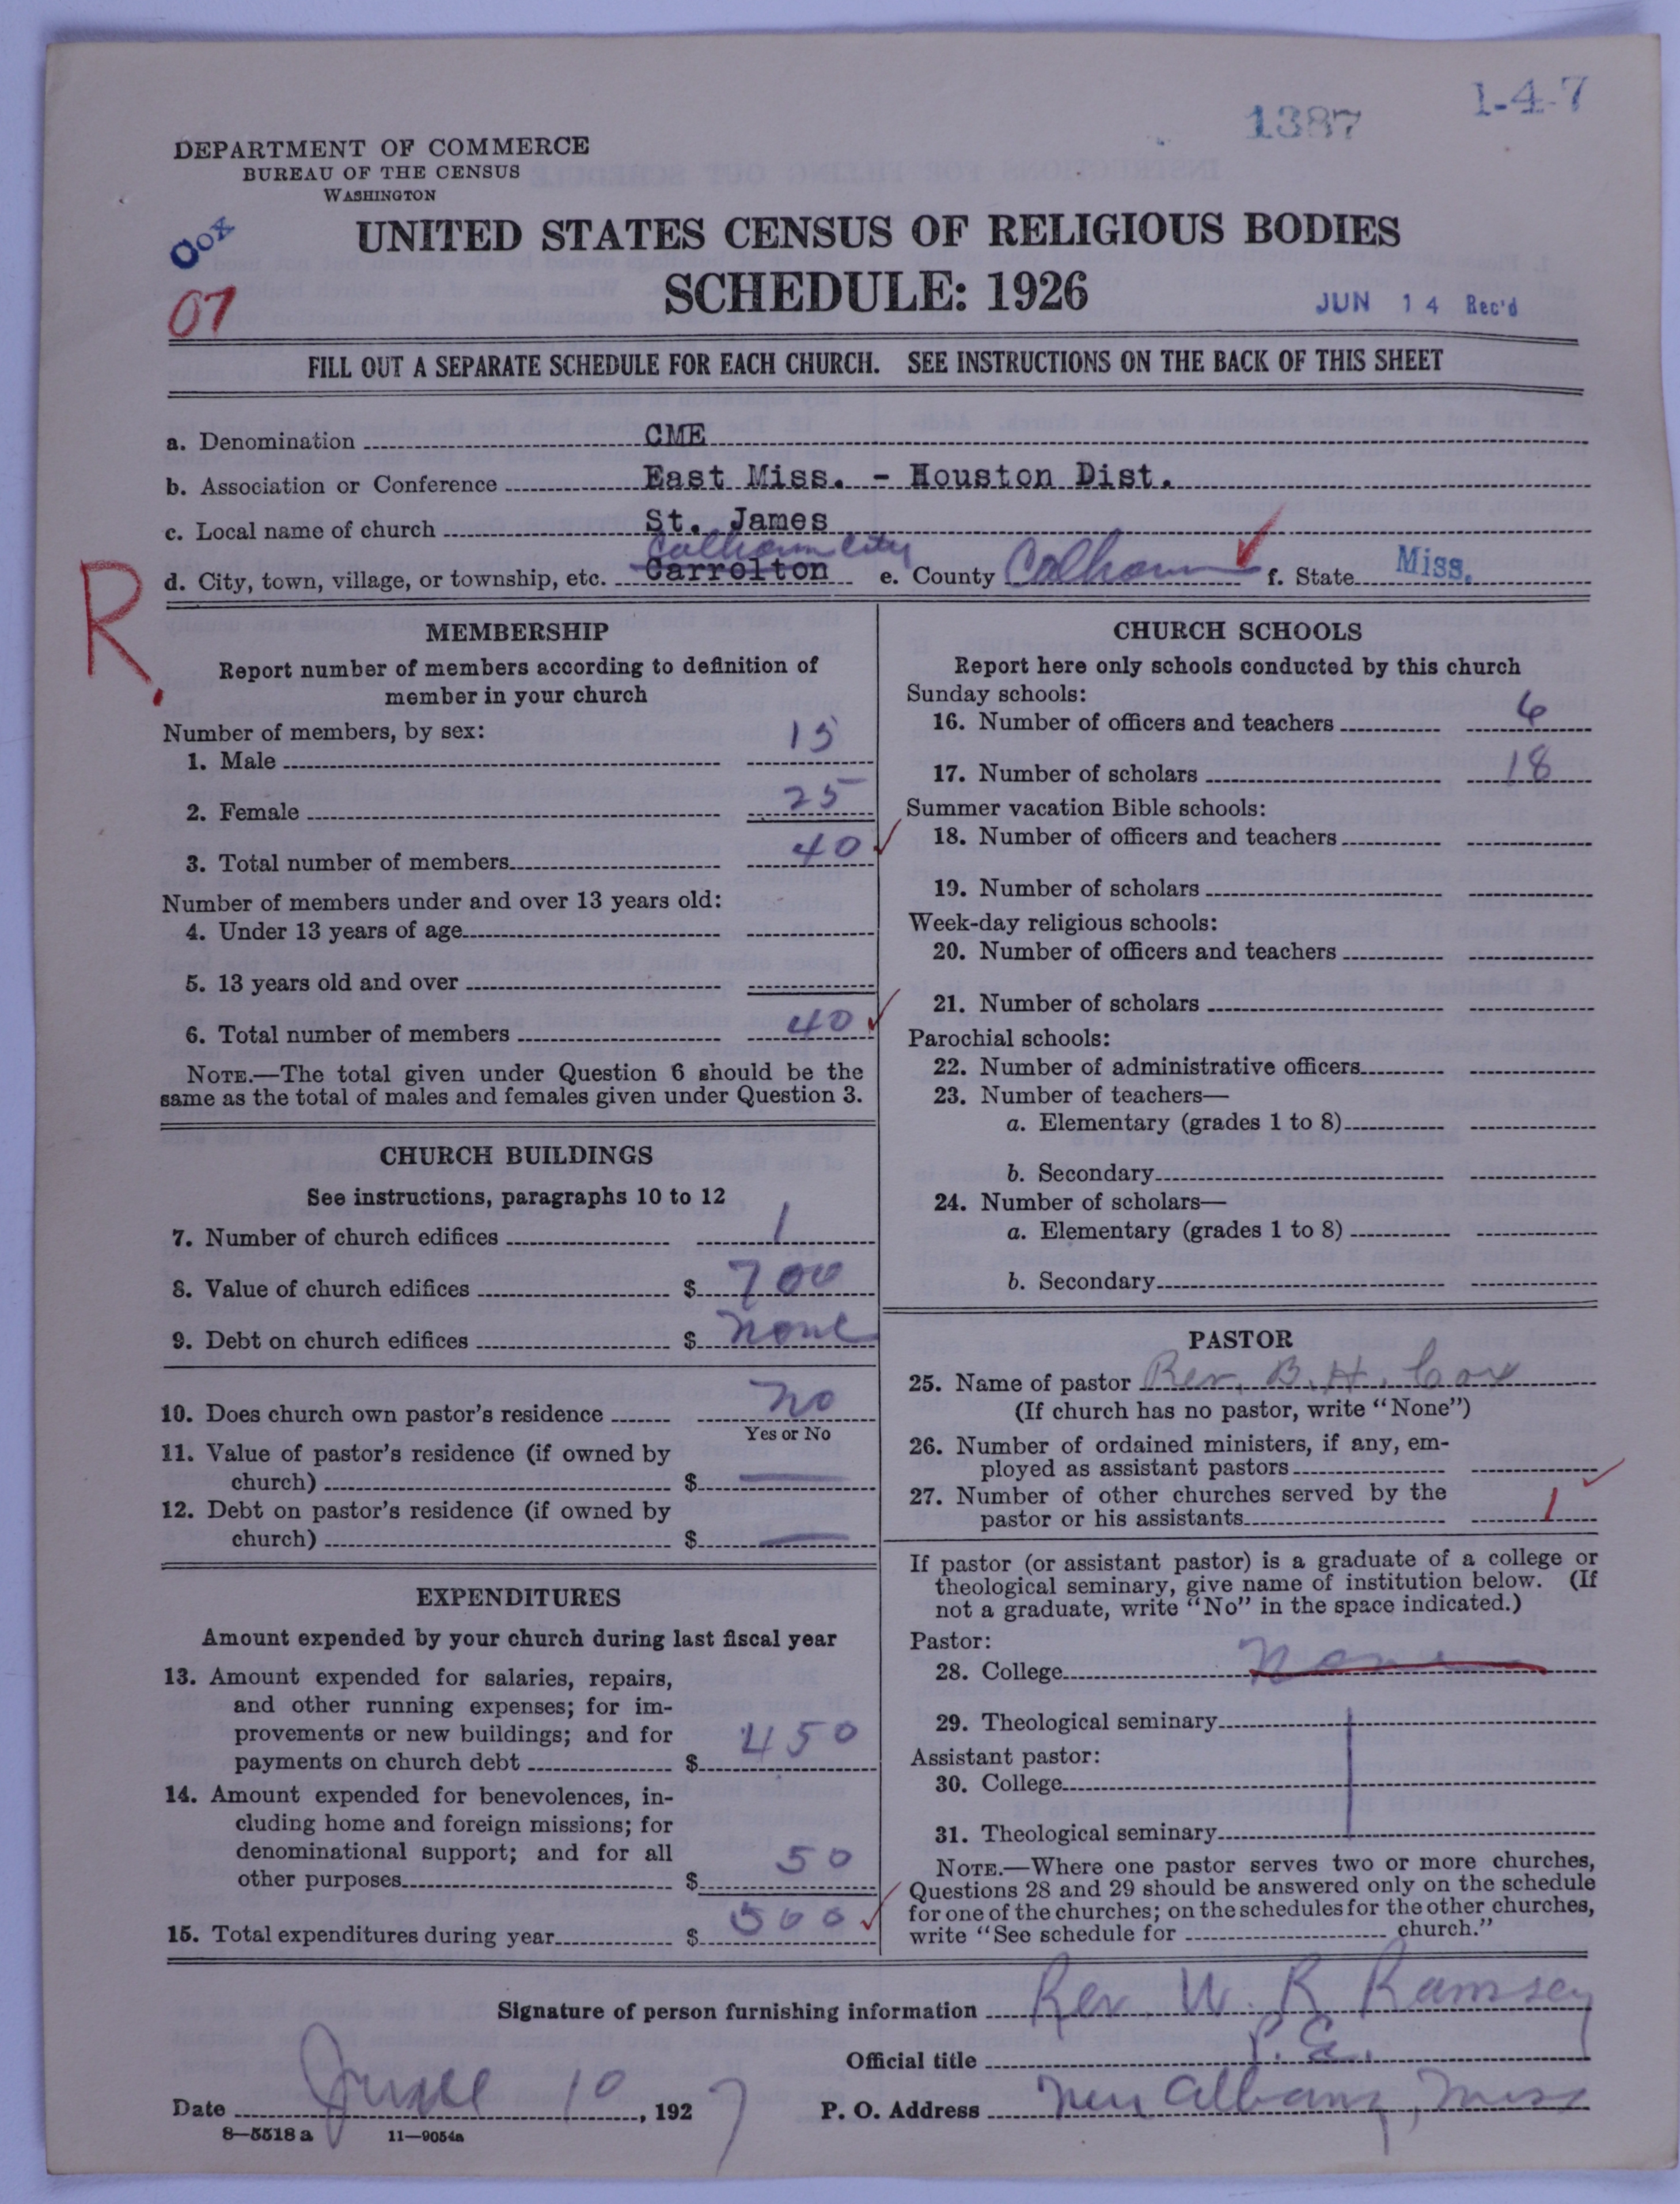 1387
1-4-7
DEPARTMENT OF COMMERCE
BUREAU OF THE CENSUS
WASHINGTON
Cox
07
UNITED STATES CENSUS OF RELIGIOUS BODIES
SCHEDULE: 1926
JUN 14 Rec'd
FILL OUT A SEPARATE SCHEDULE FOR EACH CHURCH. SEE INSTRUCTIONS ON THE BACK OF THIS SHEET
a. Denomination CME
b. Association or Conference East Miss. - Houston Dist.
c. Local name of church St. James
Calhoun City
d. City, town, village, or township, etc. Carrolton e. County Calhoun f. State Miss.
R.
MEMBERSHIP
Report number of members according to definition of
member in your church
Number of members, by sex:
1. Male 15
2. Female 25
3. Total number of members 40
Number of members under and over 13 years old:
4. Under 13 years of age
5. 13 years old and over
6. Total number of members 40
NOTE.—The total given under Question 6 should be the
same as the total of males and females given under Question 3.
CHURCH BUILDINGS
See instructions, paragraphs 10 to 12
7. Number of church edifices 1
8. Value of church edifices $ 700
9. Debt on church edifices $ none
10. Does church own pastor's residence no
Yes or No
11. Value of pastor's residence (if owned by
church) $
12. Debt on pastor's residence (if owned by
church) $
EXPENDITURES
Amount expended by your church during last fiscal year
13. Amount expended for salaries, repairs,
and other running expenses; for im-
provements or new buildings; and for
payments on church debt $ 450
14. Amount expended for benevolences, in-
cluding home and foreign missions; for
denominational support; and for all
other purposes $ 50
15. Total expenditures during year $ 500
CHURCH SCHOOLS
Report here only schools conducted by this church
Sunday schools:
16. Number of officers and teachers 6
17. Number of scholars 18
Summer vacation Bible schools:
18. Number of officers and teachers
19. Number of scholars
Week-day religious schools:
20. Number of officers and teachers
21. Number of scholars
Parochial schools:
22. Number of administrative officers
23. Number of teachers—
a. Elementary (grades 1 to 8)
b. Secondary
24. Number of scholars—
a. Elementary (grades 1 to 8)
b. Secondary
PASTOR
25. Name of pastor Rev. B. H. Cox
(If church has no pastor, write "None")
26. Number of ordained ministers, if any, em-
ployed as assistant pastors
27. Number of other churches served by the
pastor or his assistants 1
If pastor (or assistant pastor) is a graduate of a college or
theological seminary, give name of institution below. (If
not a graduate, write "No" in the space indicated.)
Pastor:
28. College None
29. Theological seminary
Assistant pastor:
30. College
31. Theological seminary
NOTE.—Where one pastor serves two or more churches,
Questions 28 and 29 should be answered only on the schedule
for one of the churches; on the schedules for the other churches,
write "See schedule for church."
Signature of person furnishing information Rev. W. R Ramsey
Official title P. E.
Date June 10, 1927 P. O. Address New Albany, Miss
8—5518 a 11—9054a